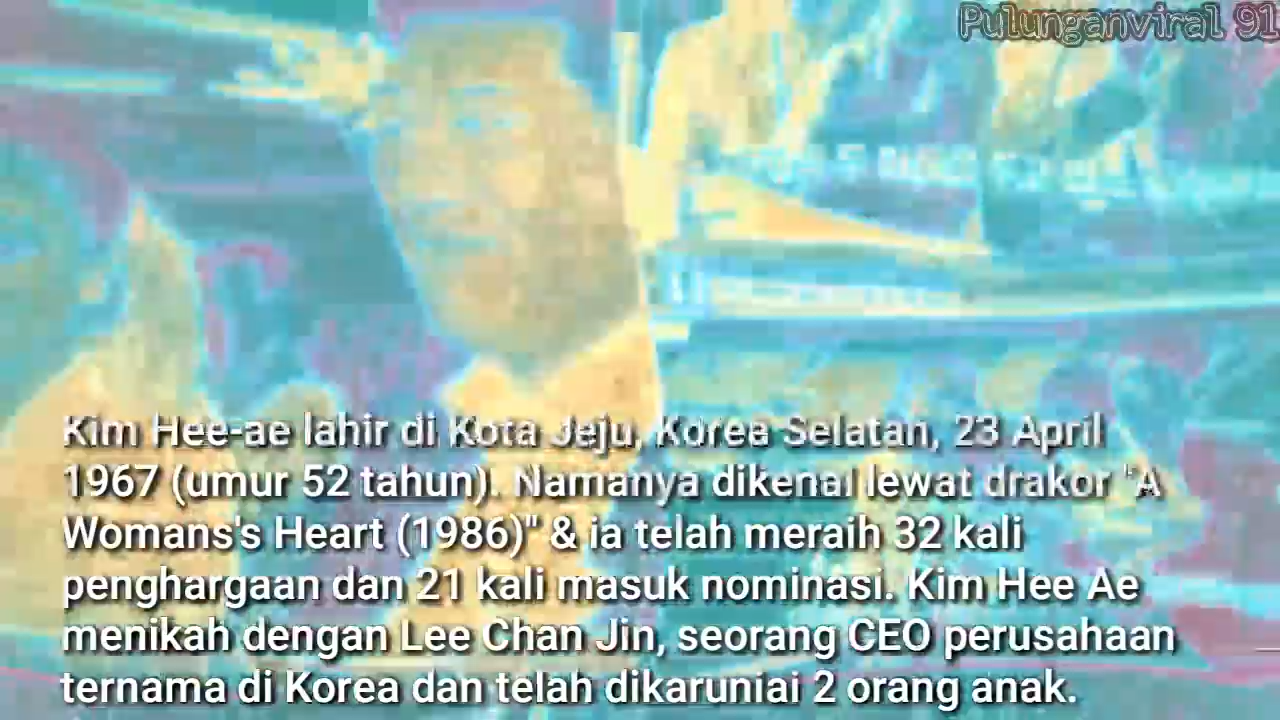 Pulunganviral 91
Kim Hee-ae lahir di Kota Jeju, Korea Selatan, 23 April
1967 (umur 52 tahun). Namanya dikenal lewat drakor "A
Womans's Heart (1986)" & ia telah meraih 32 kali
penghargaan dan 21 kali masuk nominasi. Kim Hee Ae
menikah dengan Lee Chan Jin, seorang CEO perusahaan
ternama di Korea dan telah dikaruniai 2 orang anak.